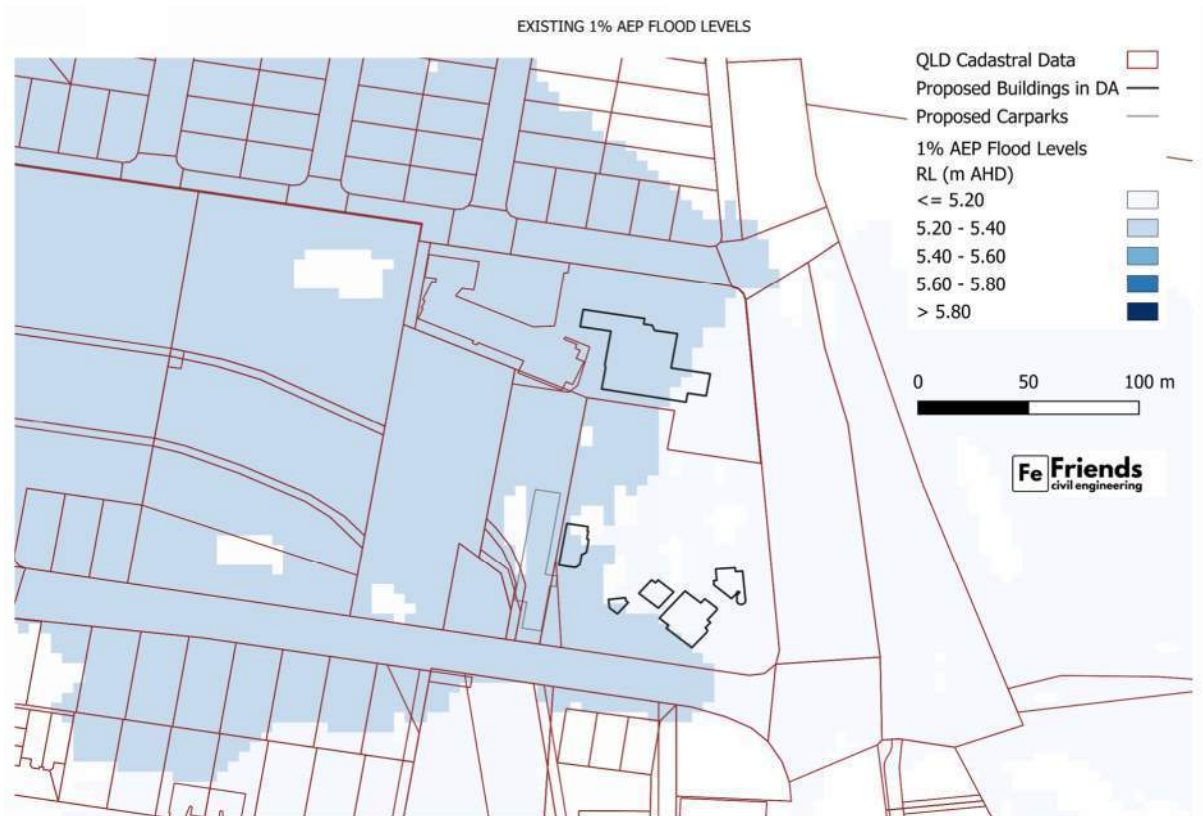 EXISTING 1% AEP FLOOD LEVELS
QLD Cadastral Data
Proposed Buildings in DA
Proposed Carparks
1% AEP Flood Levels
RL (m AHD)
<= 5.20
5.20 - 5.40
5.40 - 5.60
5.60 - 5.80
> 5.80
0 50 100 m
Fe Friends
civil engineering